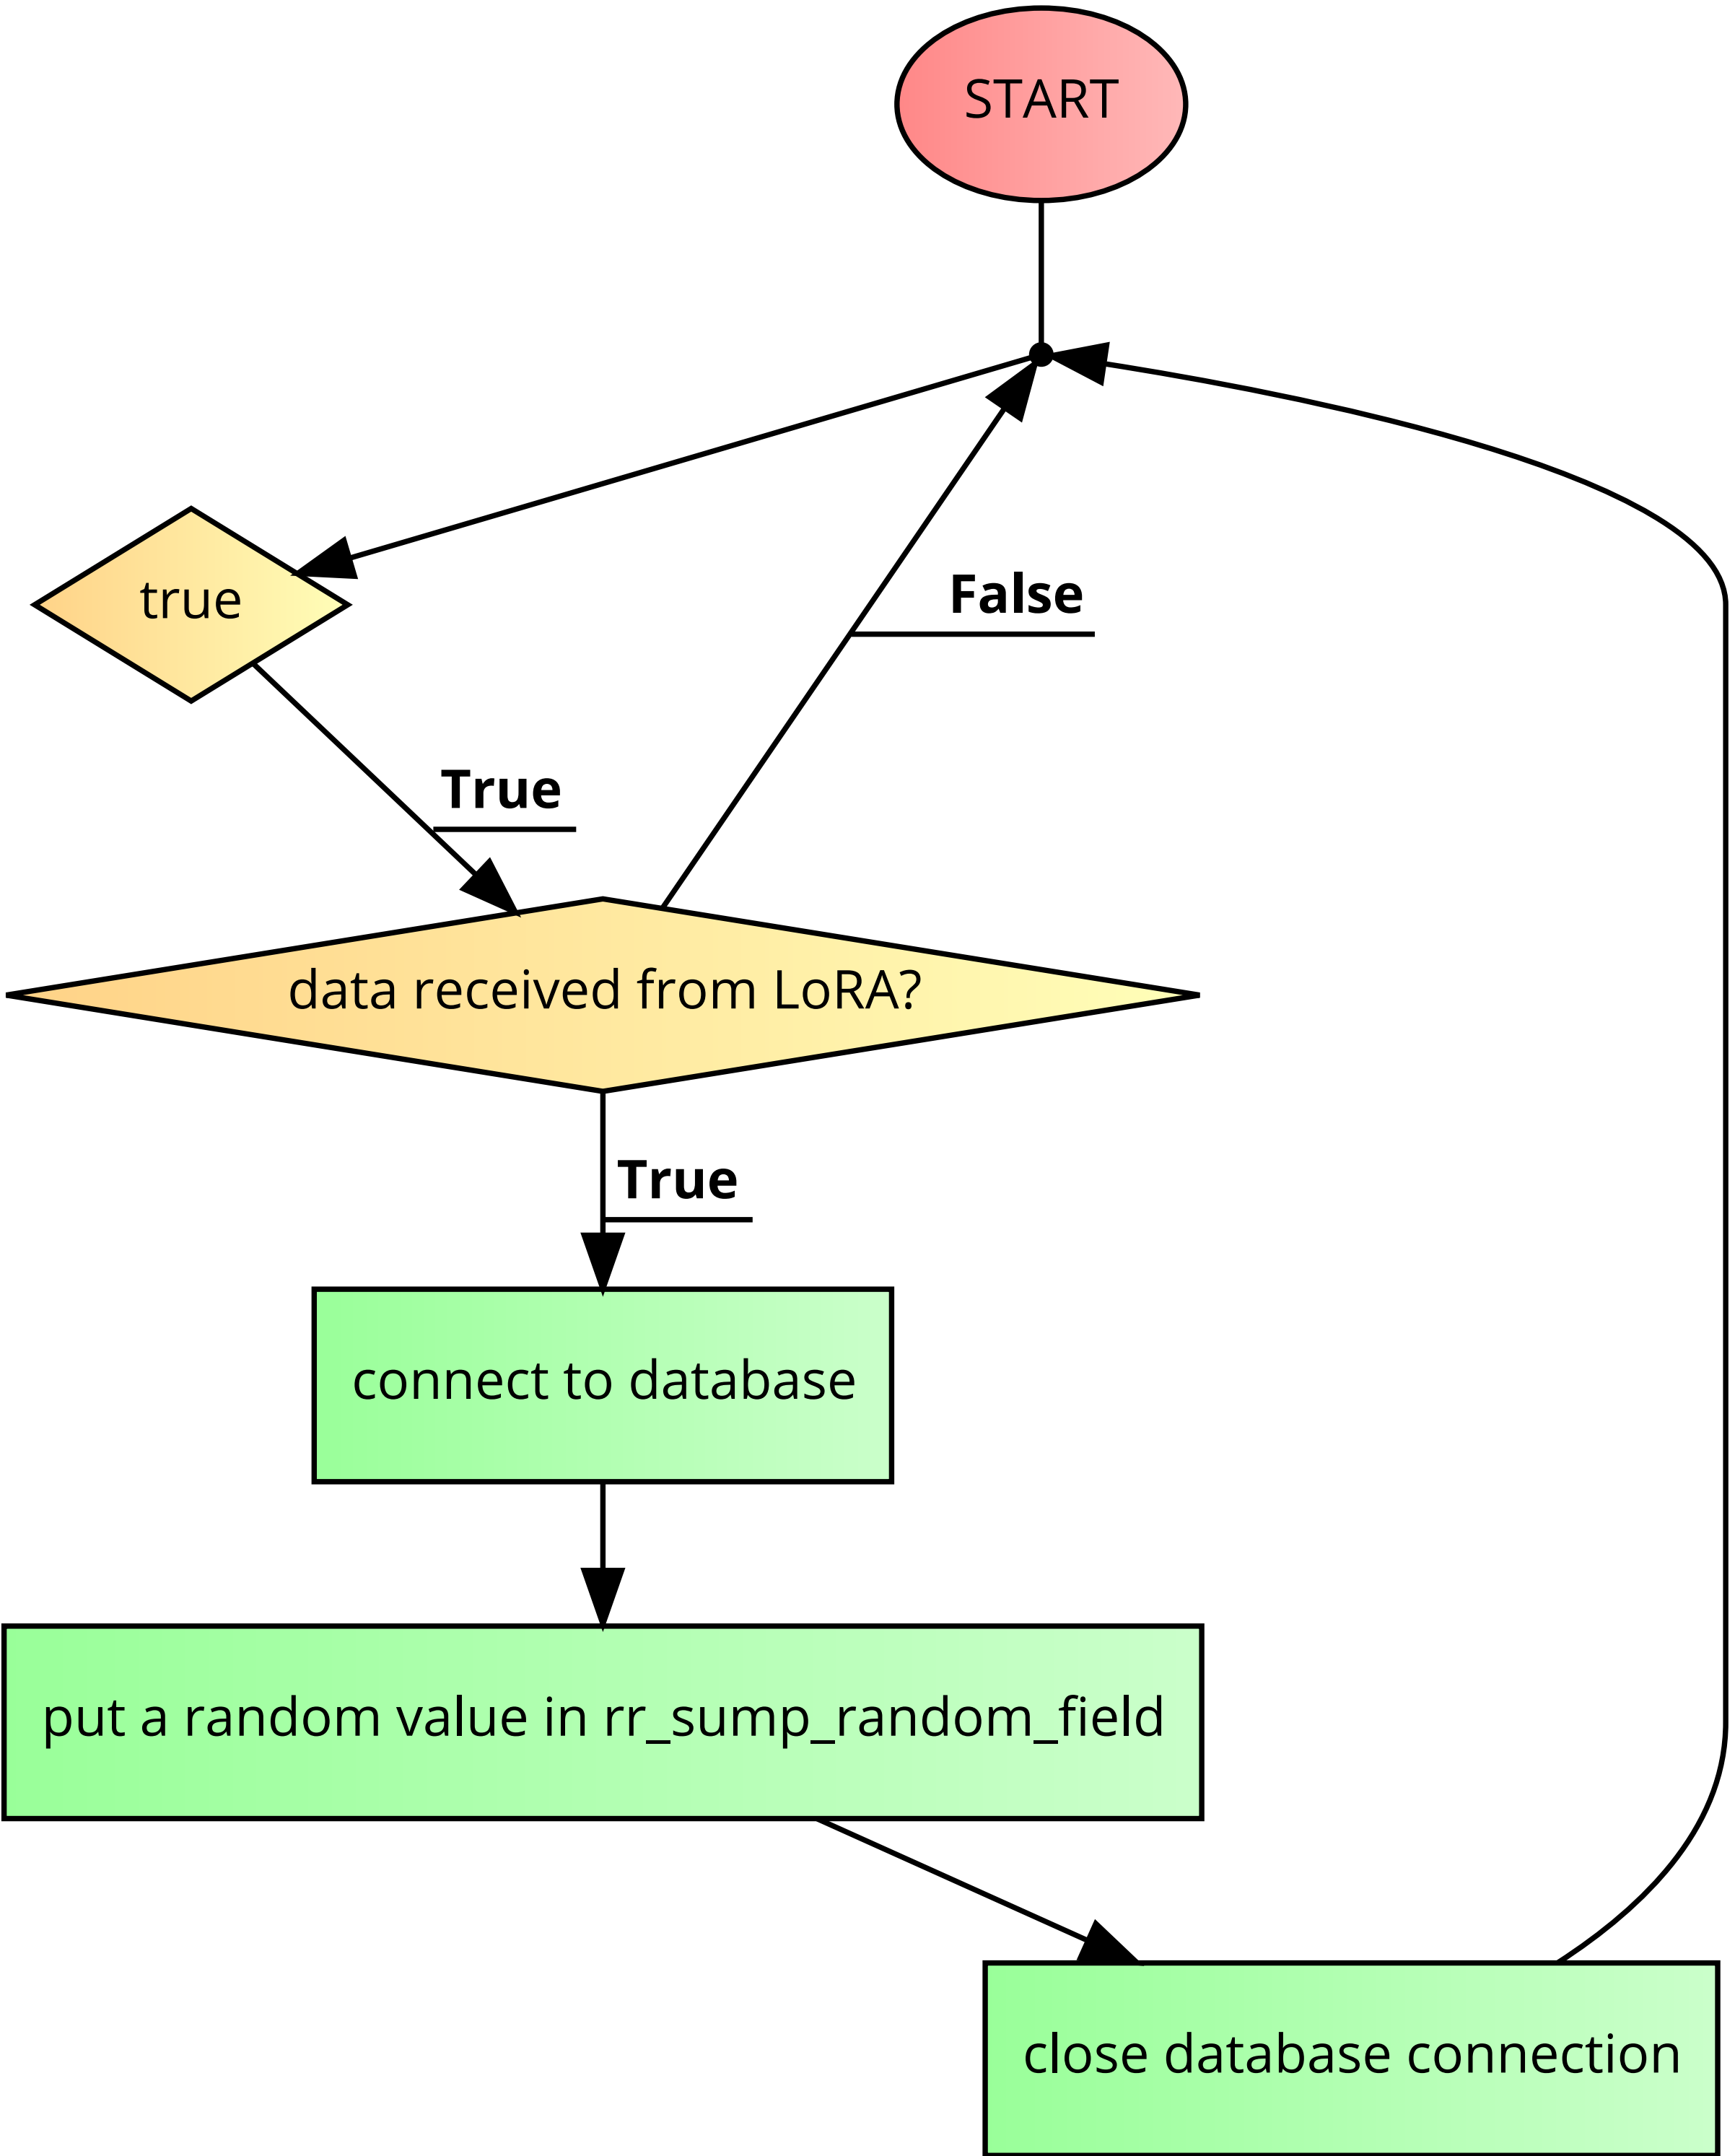 START
true
False
True
data received from LoRA?
True
connect to database
put a random value in rr_sump_random_field
close database connection